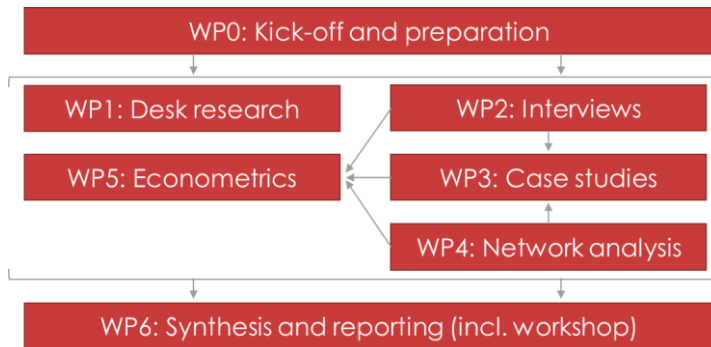 WP0: Kick-off and preparation
WP1: Desk research
WP2: Interviews
WP5: Econometrics
WP3: Case studies
WP4: Network analysis
WP6: Synthesis and reporting (incl. workshop)